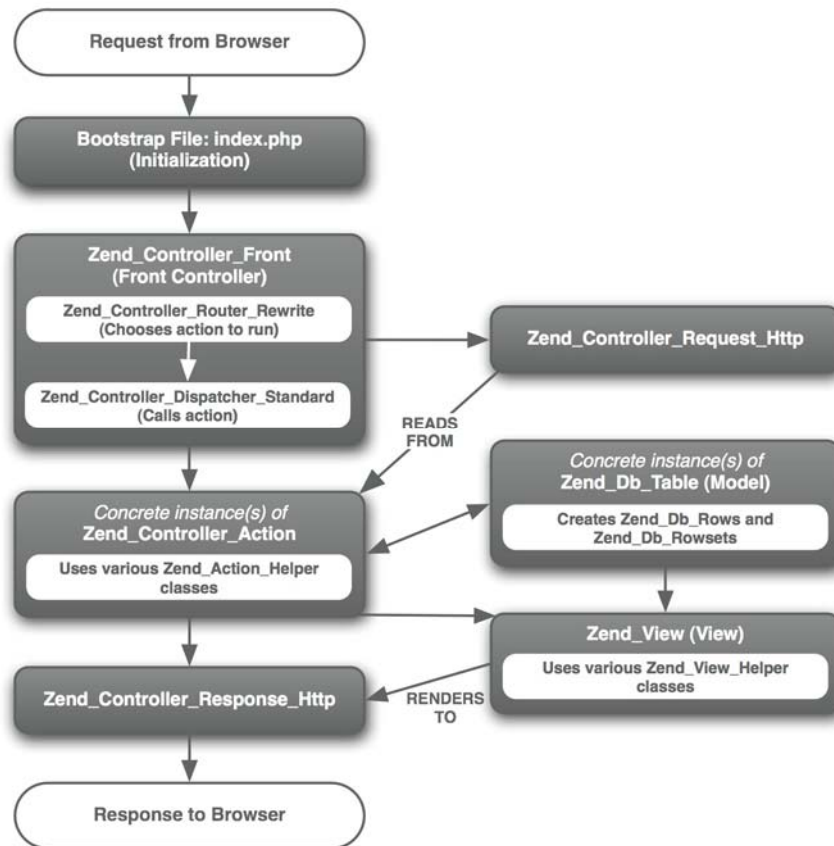 Request from Browser
Bootstrap File: index.php
(Initialization)
Zend_Controller_Front
(Front Controller)
Zend_Controller_Router_Rewrite
(Chooses action to run)
Zend_Controller_Dispatcher_Standard
(Calls action)
Zend_Controller_Request_Http
READS
FROM
Concrete instance(s) of
Zend_Controller_Action
Uses various Zend_Action_Helper
classes
Concrete instance(s) of
Zend_Db_Table (Model)
Creates Zend_Db_Rows and
Zend_Db_Rowsets
Zend_View (View)
Uses various Zend_View_Helper
classes
RENDERS
TO
Zend_Controller_Response_Http
Response to Browser